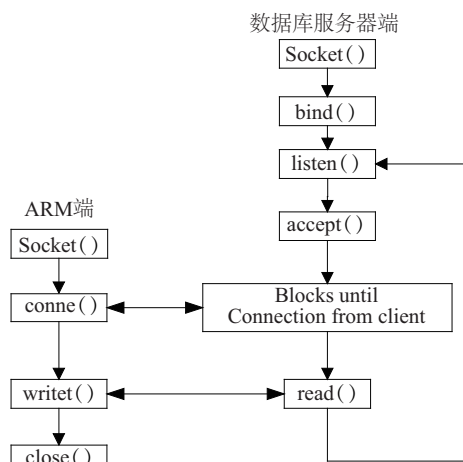 数据库服务器端
Socket()
bind()
listen()
accept()
Blocks until
Connection from client
read()
ARM端
Socket()
conne()
writet()
close()